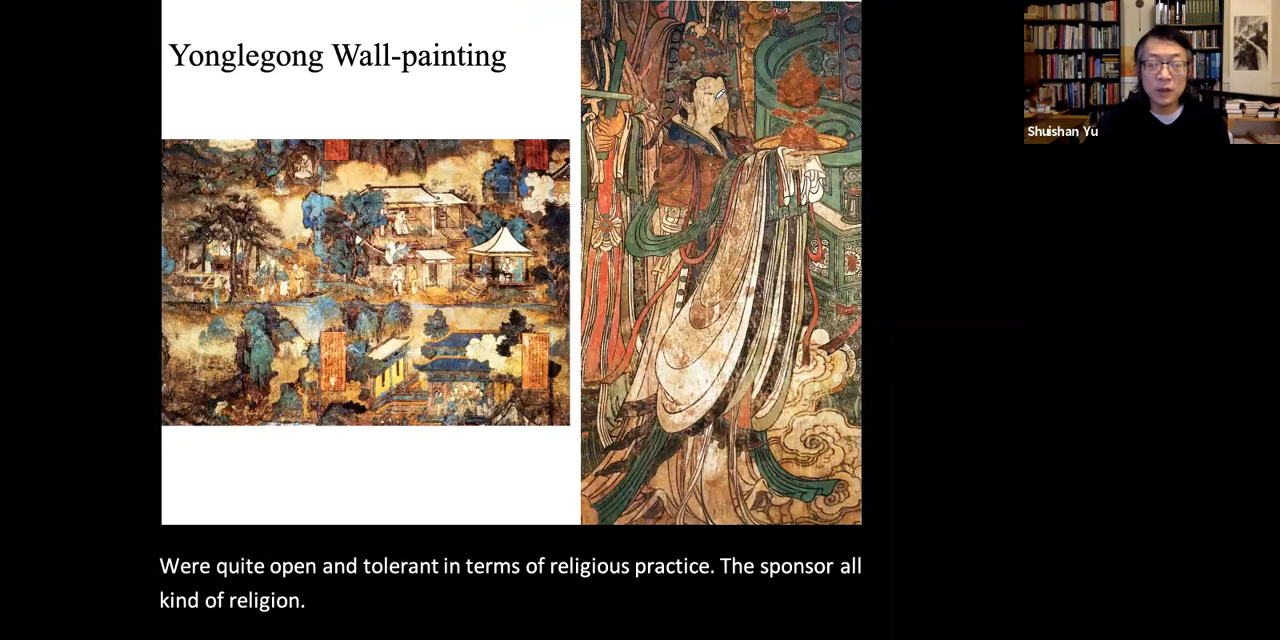 Yonglegong Wall-painting
Shuishan Yu
Were quite open and tolerant in terms of religious practice. The sponsor all
kind of religion.